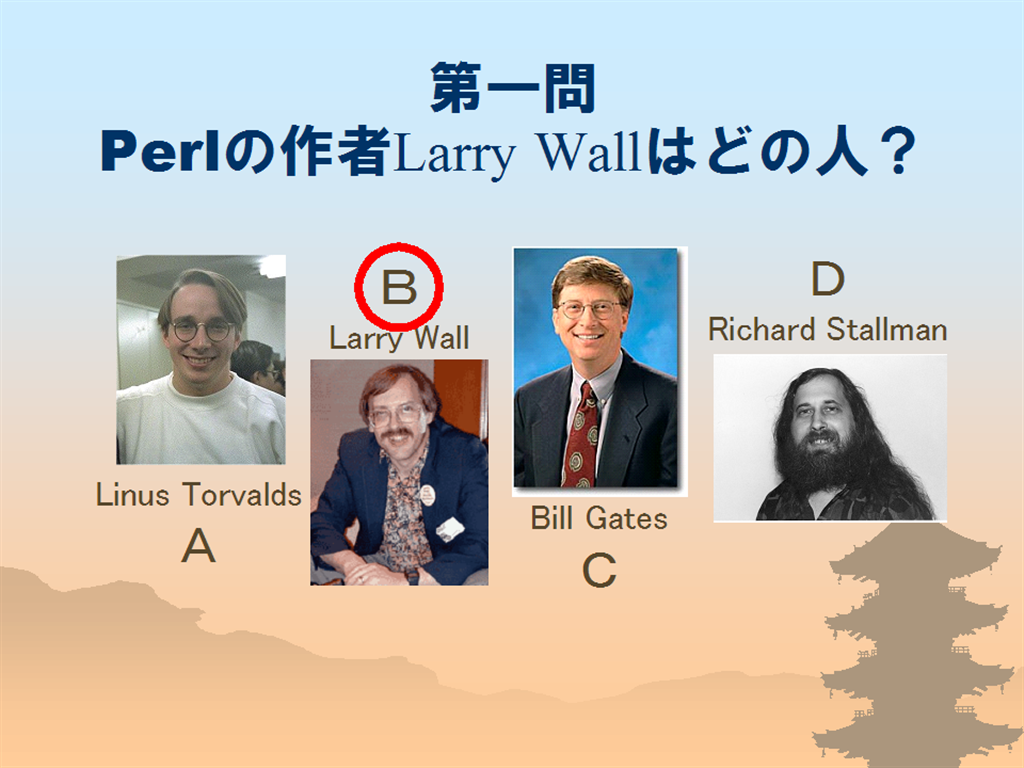 第一問
Perlの作者Larry Wallはどの人？
Linus Torvalds
A
B
Larry Wall
Bill Gates
C
D
Richard Stallman